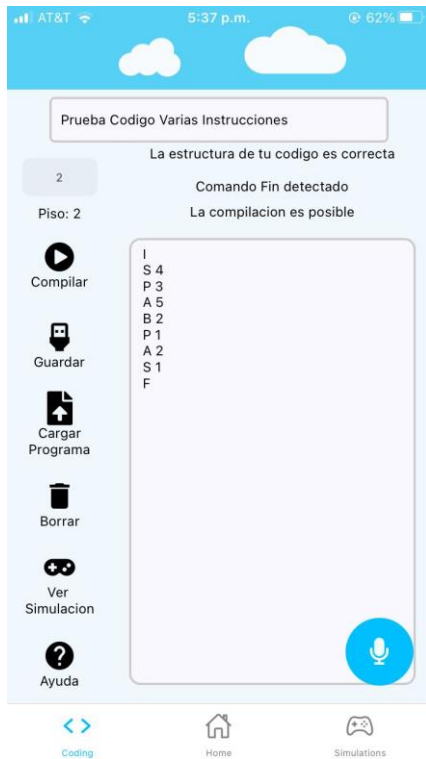 AT&T 5:37 p.m. 62%
Prueba Codigo Varias Instrucciones
La estructura de tu codigo es correcta
2
Comando Fin detectado
Piso: 2
La compilacion es posible
Compilar
Guardar
Cargar
Programa
Borrar
Ver
Simulacion
Ayuda
I
S 4
P 3
A 5
B 2
P 1
A 2
S 1
F
Coding Home Simulations